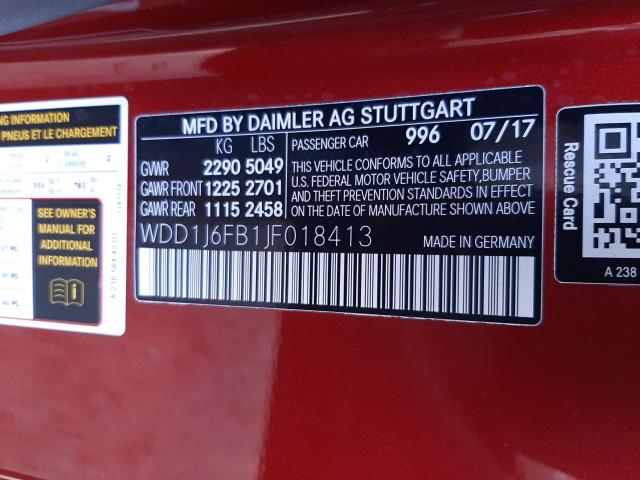 NG INFORMATION
PNEUS ET LE CHARGEMENT
SEE OWNER'S
MANUAL FOR
ADDITIONAL
INFORMATION
MFD BY DAIMLER AG STUTTGART
KG LBS PASSENGER CAR 996 07/17
GVWR 2290 5049
GAWR FRONT 1225 2701
GAWR REAR 1115 2458
THIS VEHICLE CONFORMS TO ALL APPLICABLE
U.S. FEDERAL MOTOR VEHICLE SAFETY, BUMPER
AND THEFT PREVENTION STANDARDS IN EFFECT
ON THE DATE OF MANUFACTURE SHOWN ABOVE.
WDD1J6FB1JF018413 MADE IN GERMANY
Rescue Card
A 238